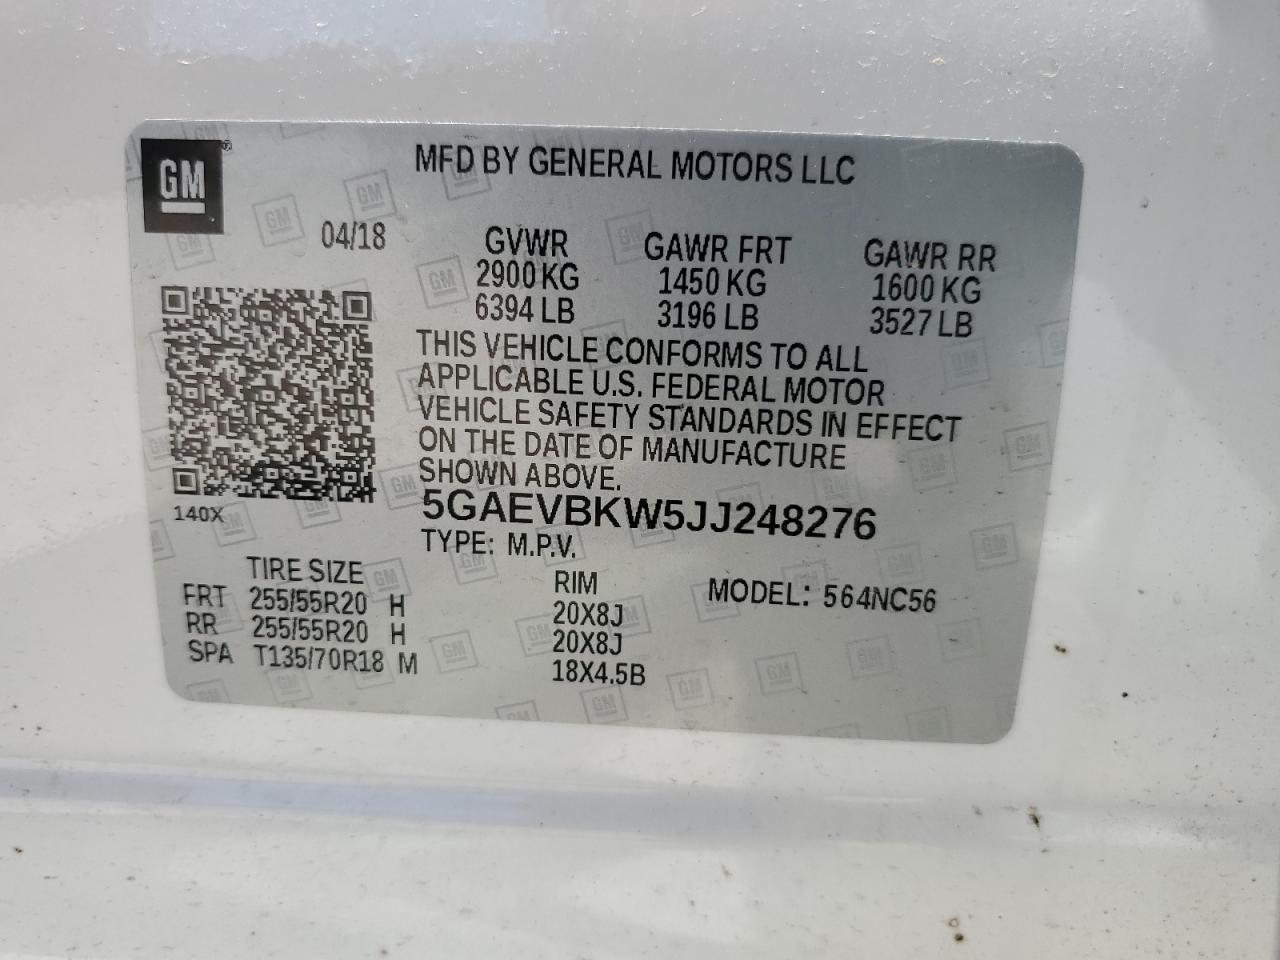 GM
MFD BY GENERAL MOTORS LLC
04/18
GVWR GAWR FRT GAWR RR
2900 KG 1450 KG 1600 KG
6394 LB 3196 LB 3527 LB
THIS VEHICLE CONFORMS TO ALL
APPLICABLE U.S. FEDERAL MOTOR
VEHICLE SAFETY STANDARDS IN EFFECT
ON THE DATE OF MANUFACTURE
SHOWN ABOVE.
140X
5GAEVBKW5JJ248276
TYPE: M.P.V.
TIRE SIZE RIM MODEL: 564NC56
FRT 255/55R20 H 20X8J
RR 255/55R20 H 20X8J
SPA T135/70R18 M 18X4.5B